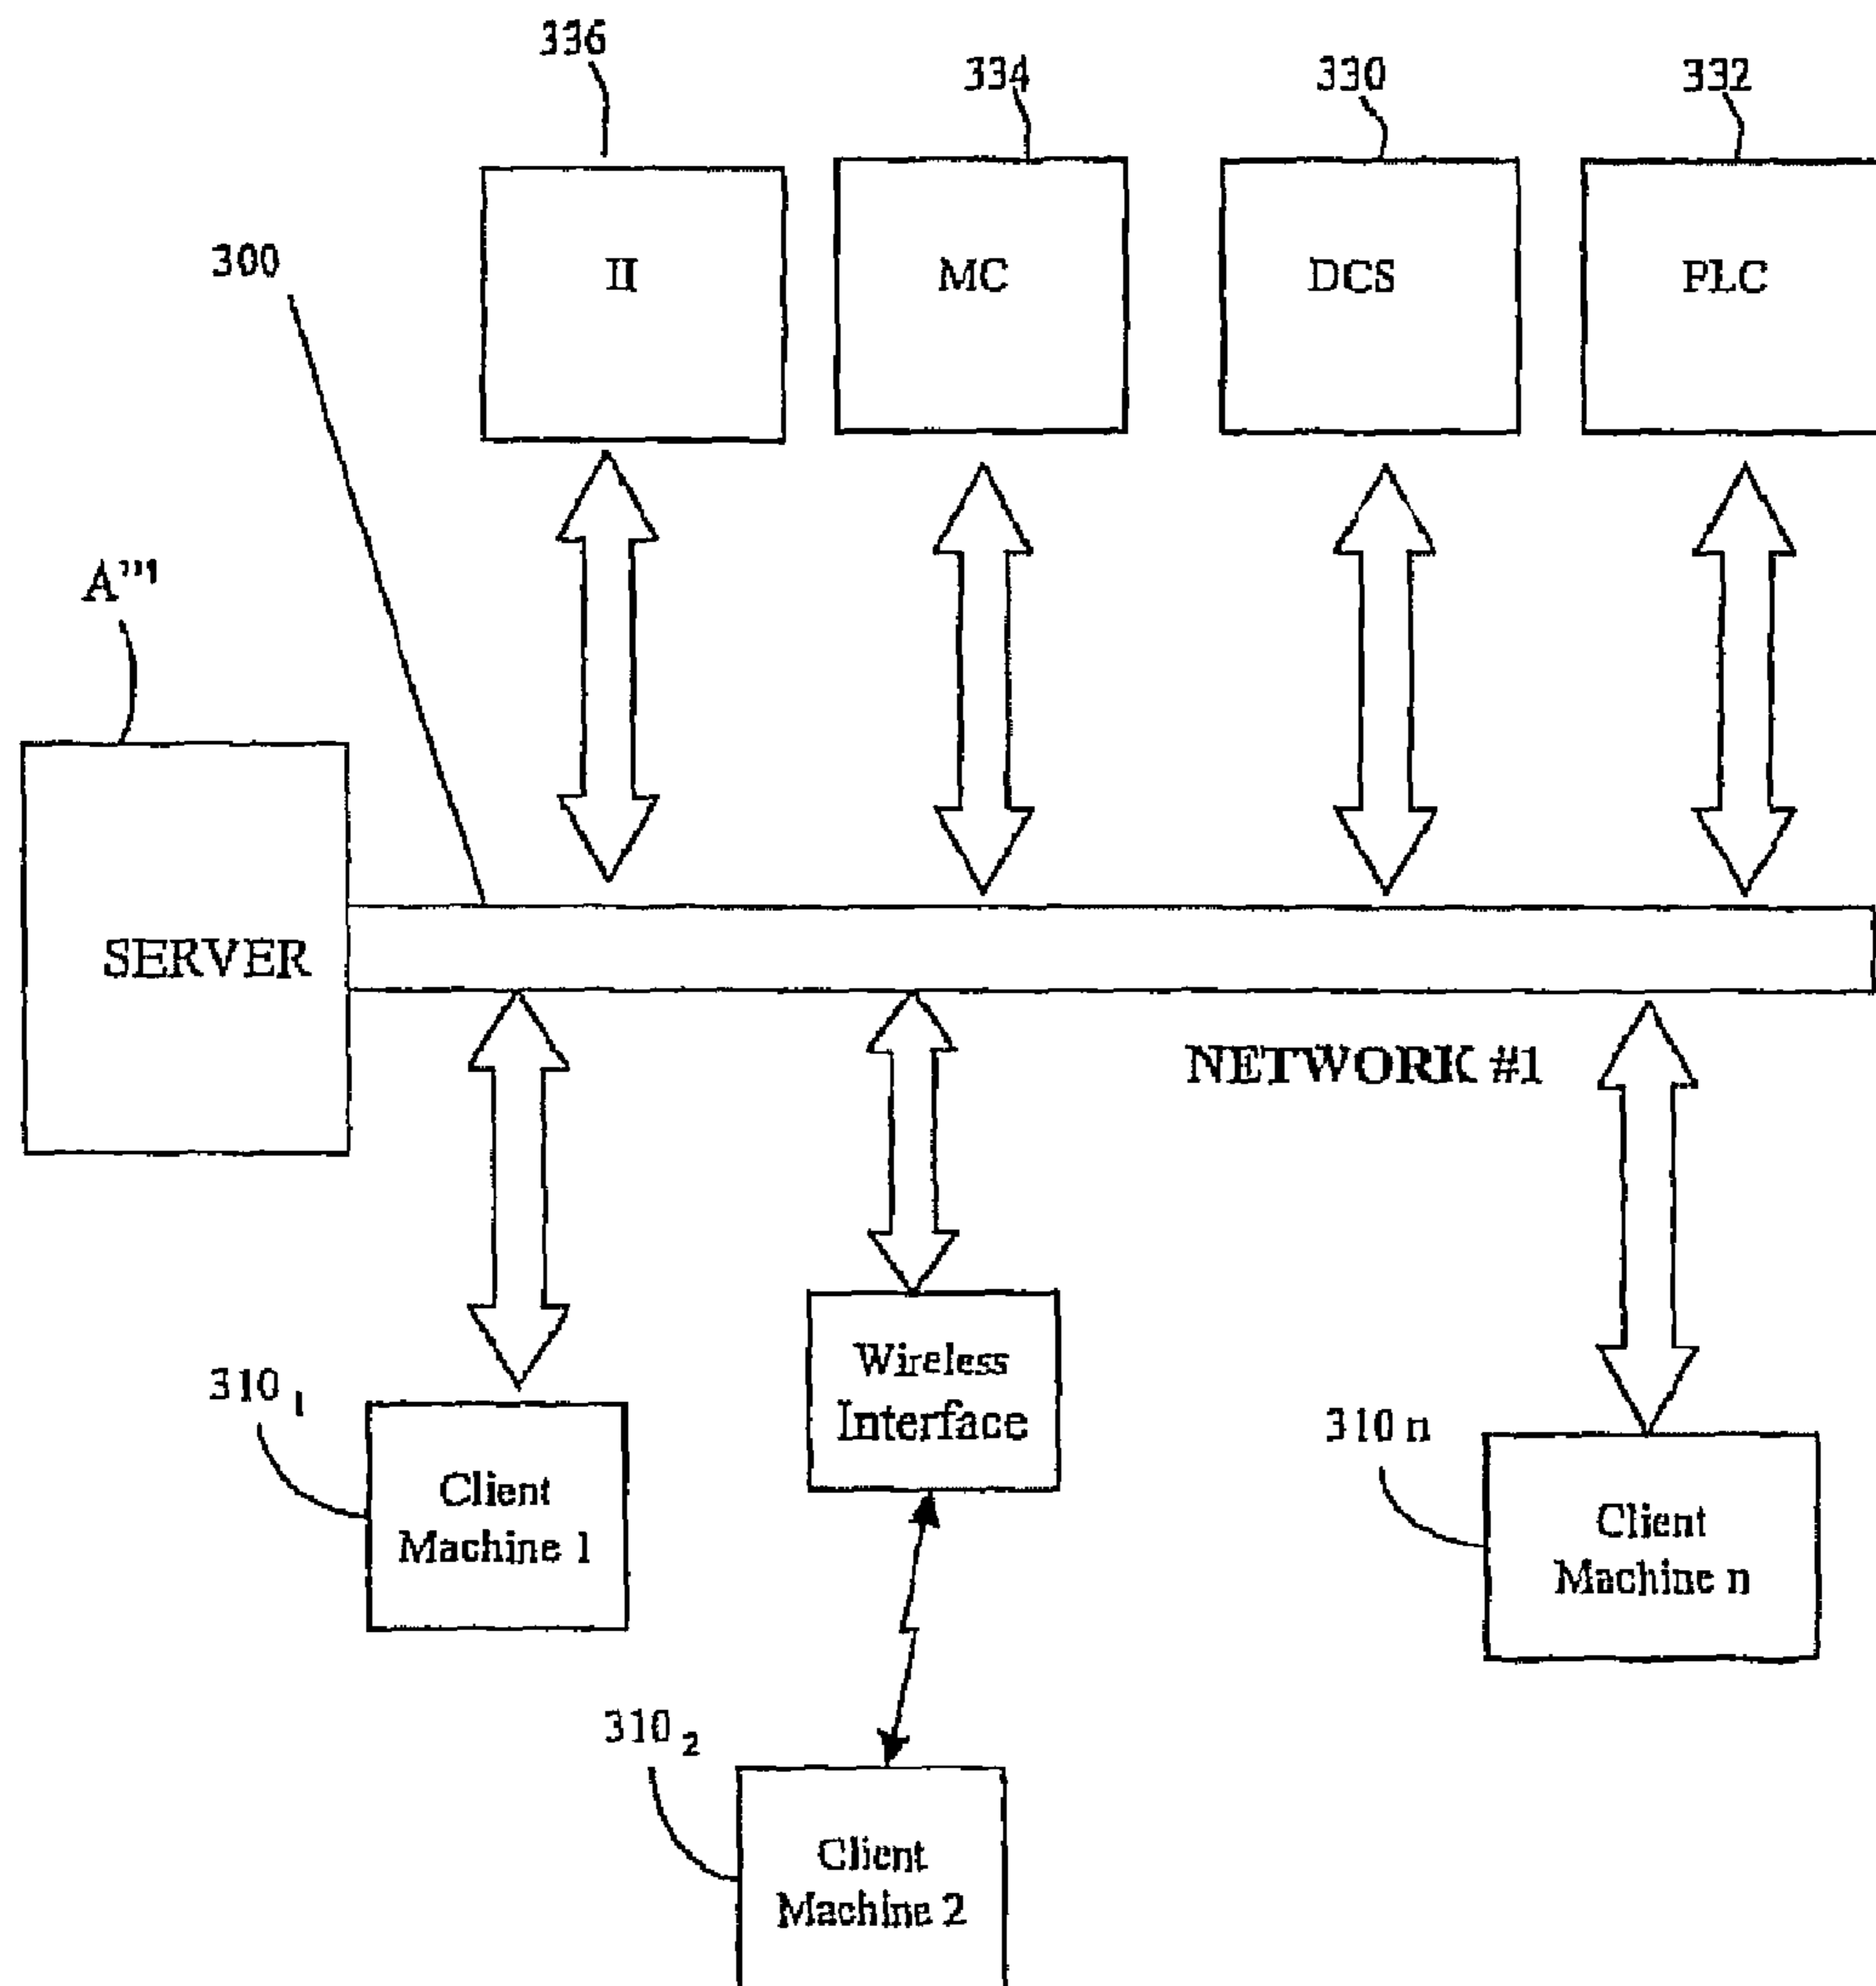 336
334
330
332
300
II
MC
DCS
PLC
A''''
SERVER
NETWORK #1
310 1
Wireless
Interface
310 n
Client
Machine 1
Client
Machine n
310 2
Client
Machine 2